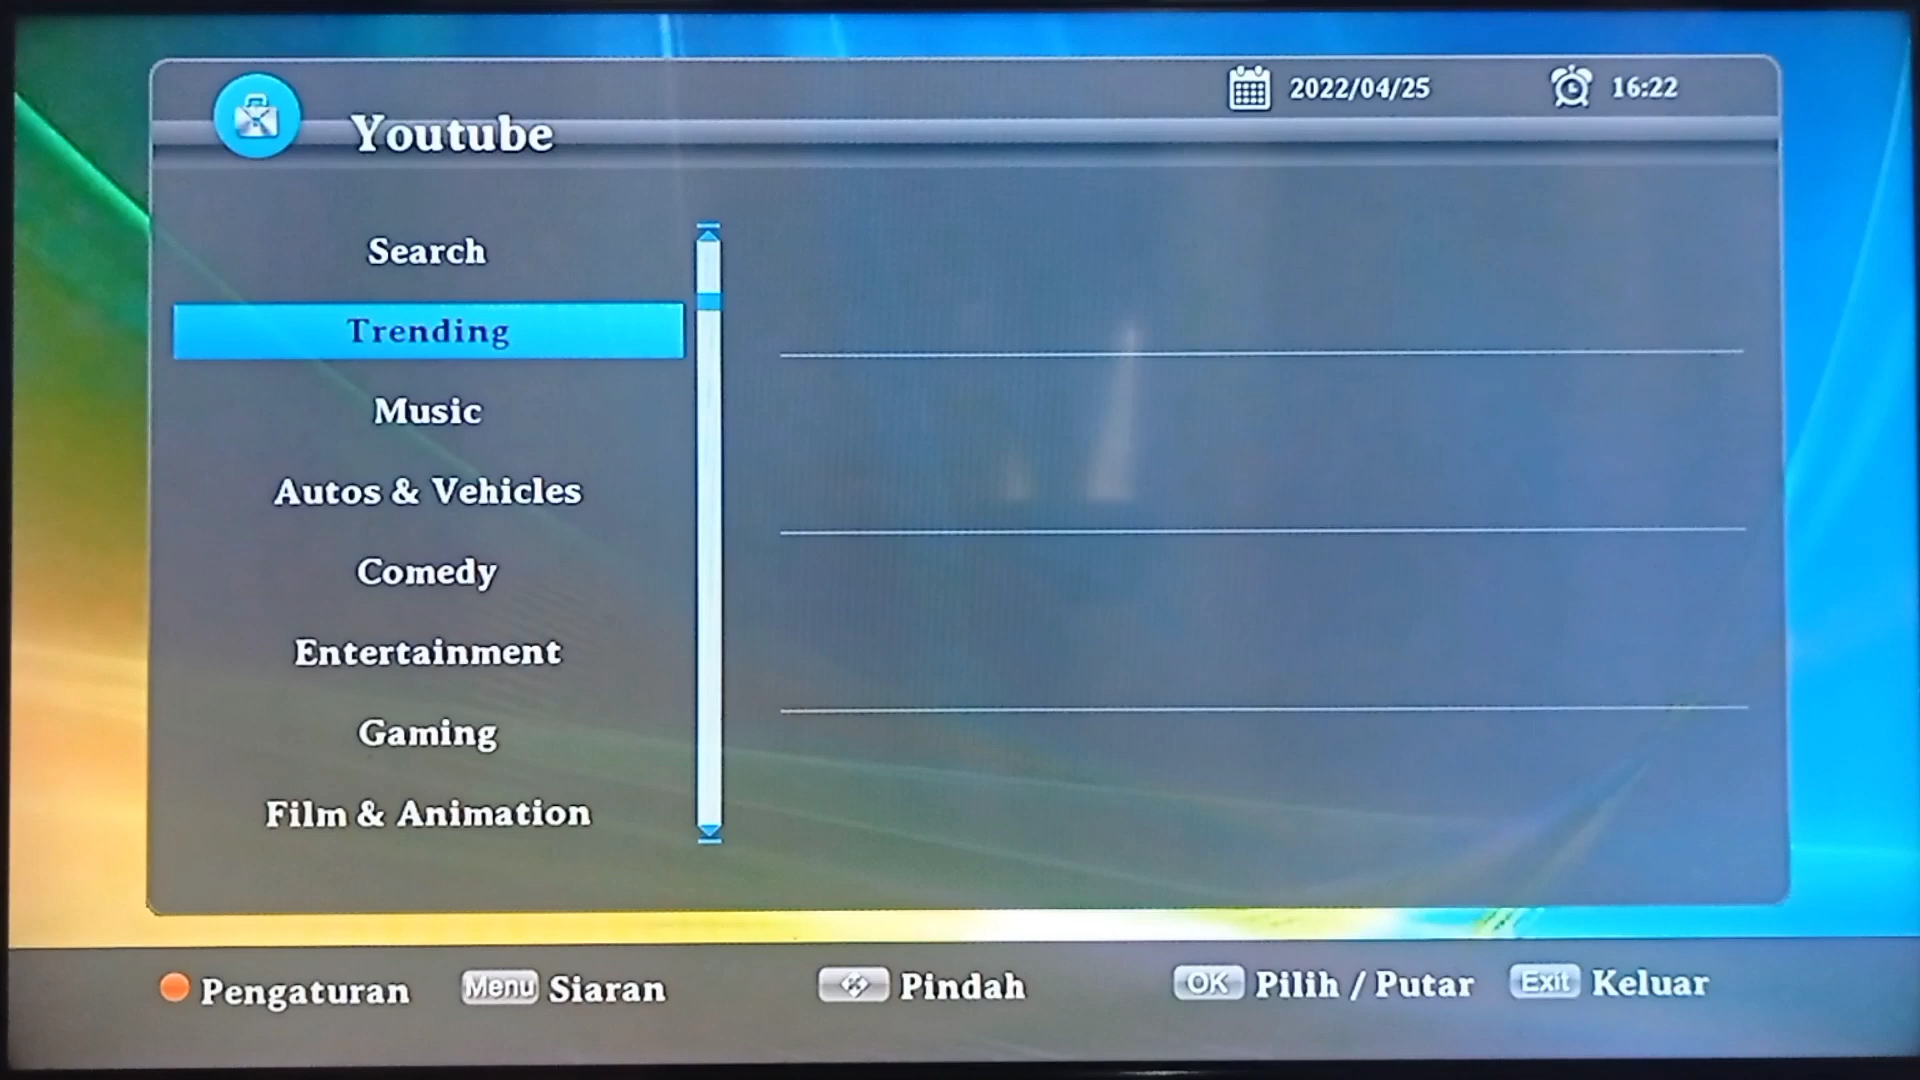 Youtube
2022/04/25
16:22
Search
Trending
Music
Autos & Vehicles
Comedy
Entertainment
Gaming
Film & Animation
Pengaturan
Menu Siaran
Pindah
OK Pilih / Putar
Exit Keluar